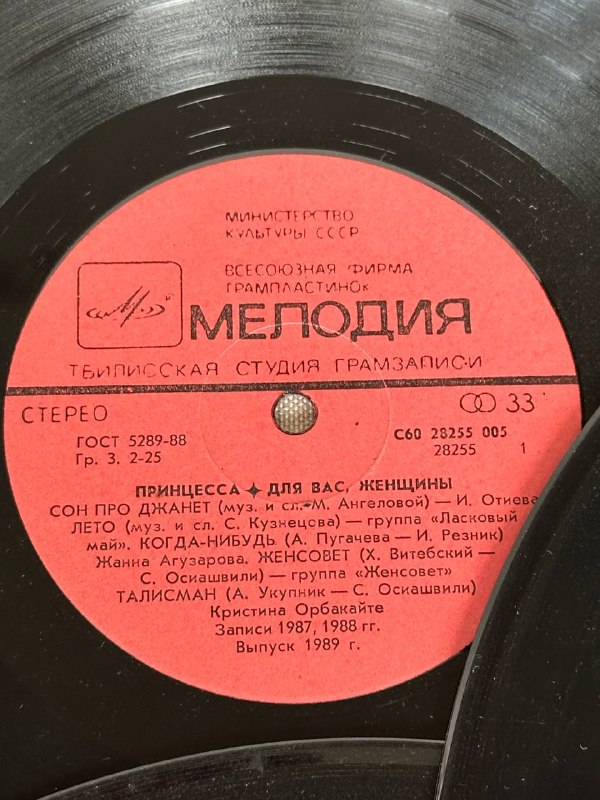 МИНИСТЕРСТВО
КУЛЬТУРЫ СССР
ВСЕСОЮЗНАЯ ФИРМА
ГРАМПЛАСТИНОК
МЕЛОДИЯ
ТБИЛИССКАЯ СТУДИЯ ГРАМЗАПИСИ
СТЕРЕО
33
ГОСТ 5289-88
Гр. 3. 2-25
С60 28255 005
28255 1
ПРИНЦЕССА ✦ ДЛЯ ВАС, ЖЕНЩИНЫ
СОН ПРО ДЖАНЕТ (муз. и сл. М. Ангеловой) — И. Отиева
ЛЕТО (муз. и сл. С. Кузнецова) — группа «Ласковый
май». КОГДА-НИБУДЬ (А. Пугачева — И. Резник)
Жанна Агузарова. ЖЕНСОВЕТ (Х. Витебский —
С. Осиашвили) — группа «Женсовет»
ТАЛИСМАН (А. Укупник — С. Осиашвили)
Кристина Орбакайте
Записи 1987, 1988 гг.
Выпуск 1989 г.